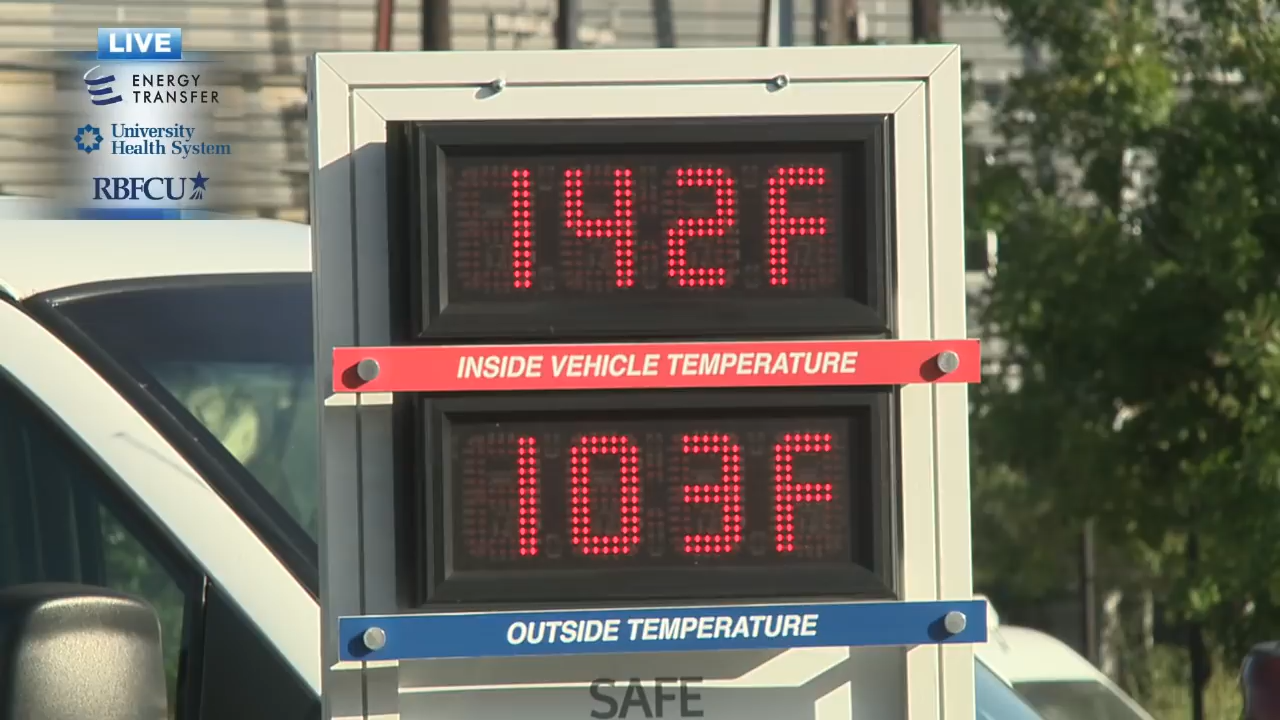 LIVE
ENERGY
TRANSFER
University
Health System
RBFCU
142F
INSIDE VEHICLE TEMPERATURE
103F
OUTSIDE TEMPERATURE
SAFE